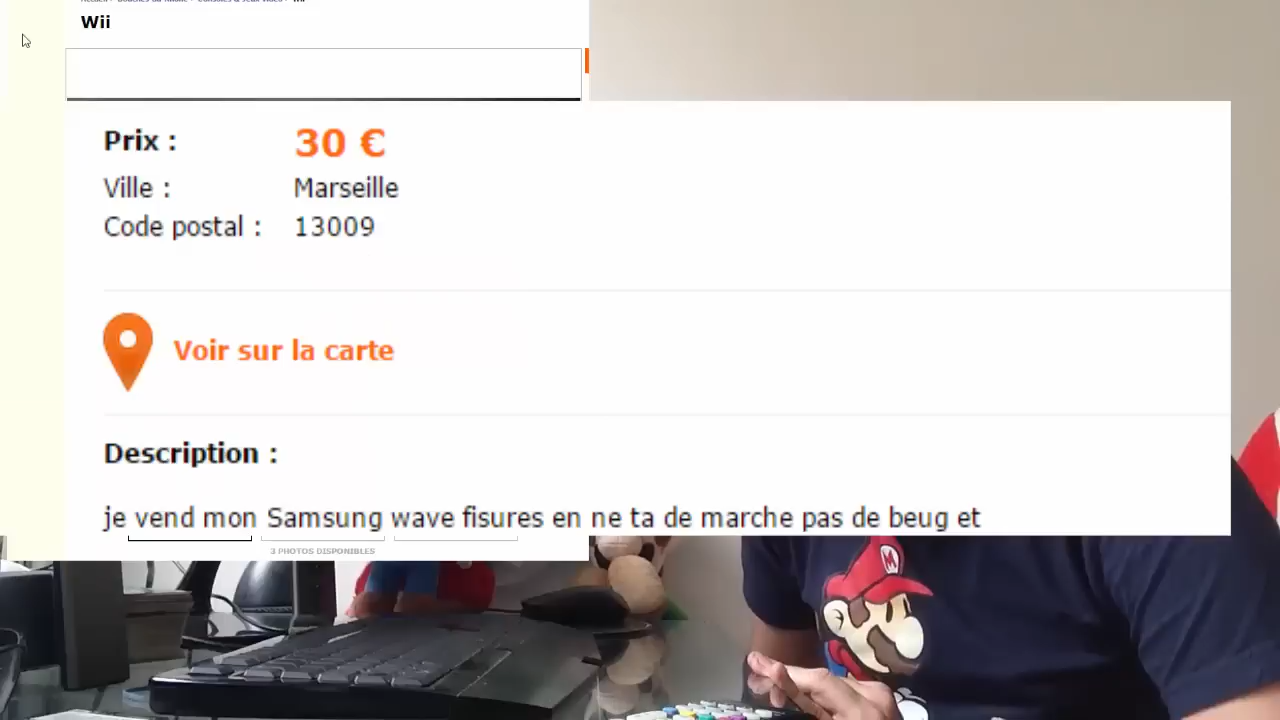 Wii
Prix : 30 €
Ville : Marseille
Code postal : 13009
Voir sur la carte
Description :
je vend mon Samsung wave fisures en ne ta de marche pas de beug et
3 PHOTOS DISPONIBLES
M